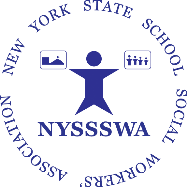 NEW YORK STATE SCHOOL SOCIAL WORKERS' ASSOCIATION
NYSSSWA